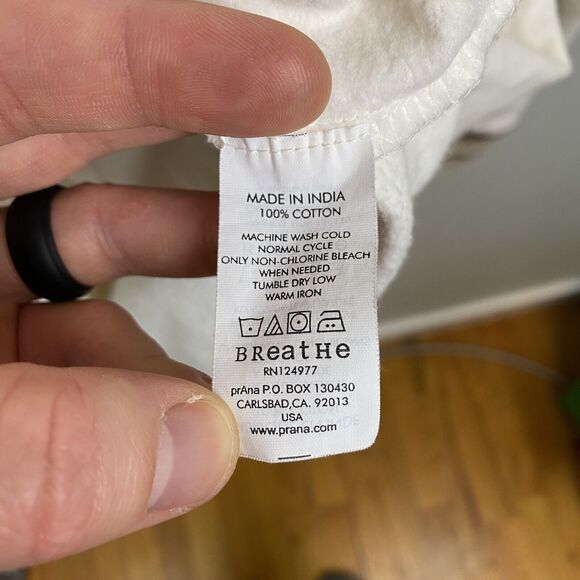 MADE IN INDIA
100% COTTON
MACHINE WASH COLD
NORMAL CYCLE
ONLY NON-CHLORINE BLEACH
WHEN NEEDED
TUMBLE DRY LOW
WARM IRON
BReatHe
RN124977
prAna P.O. BOX 130430
CARLSBAD,CA. 92013
USA
www.prana.com